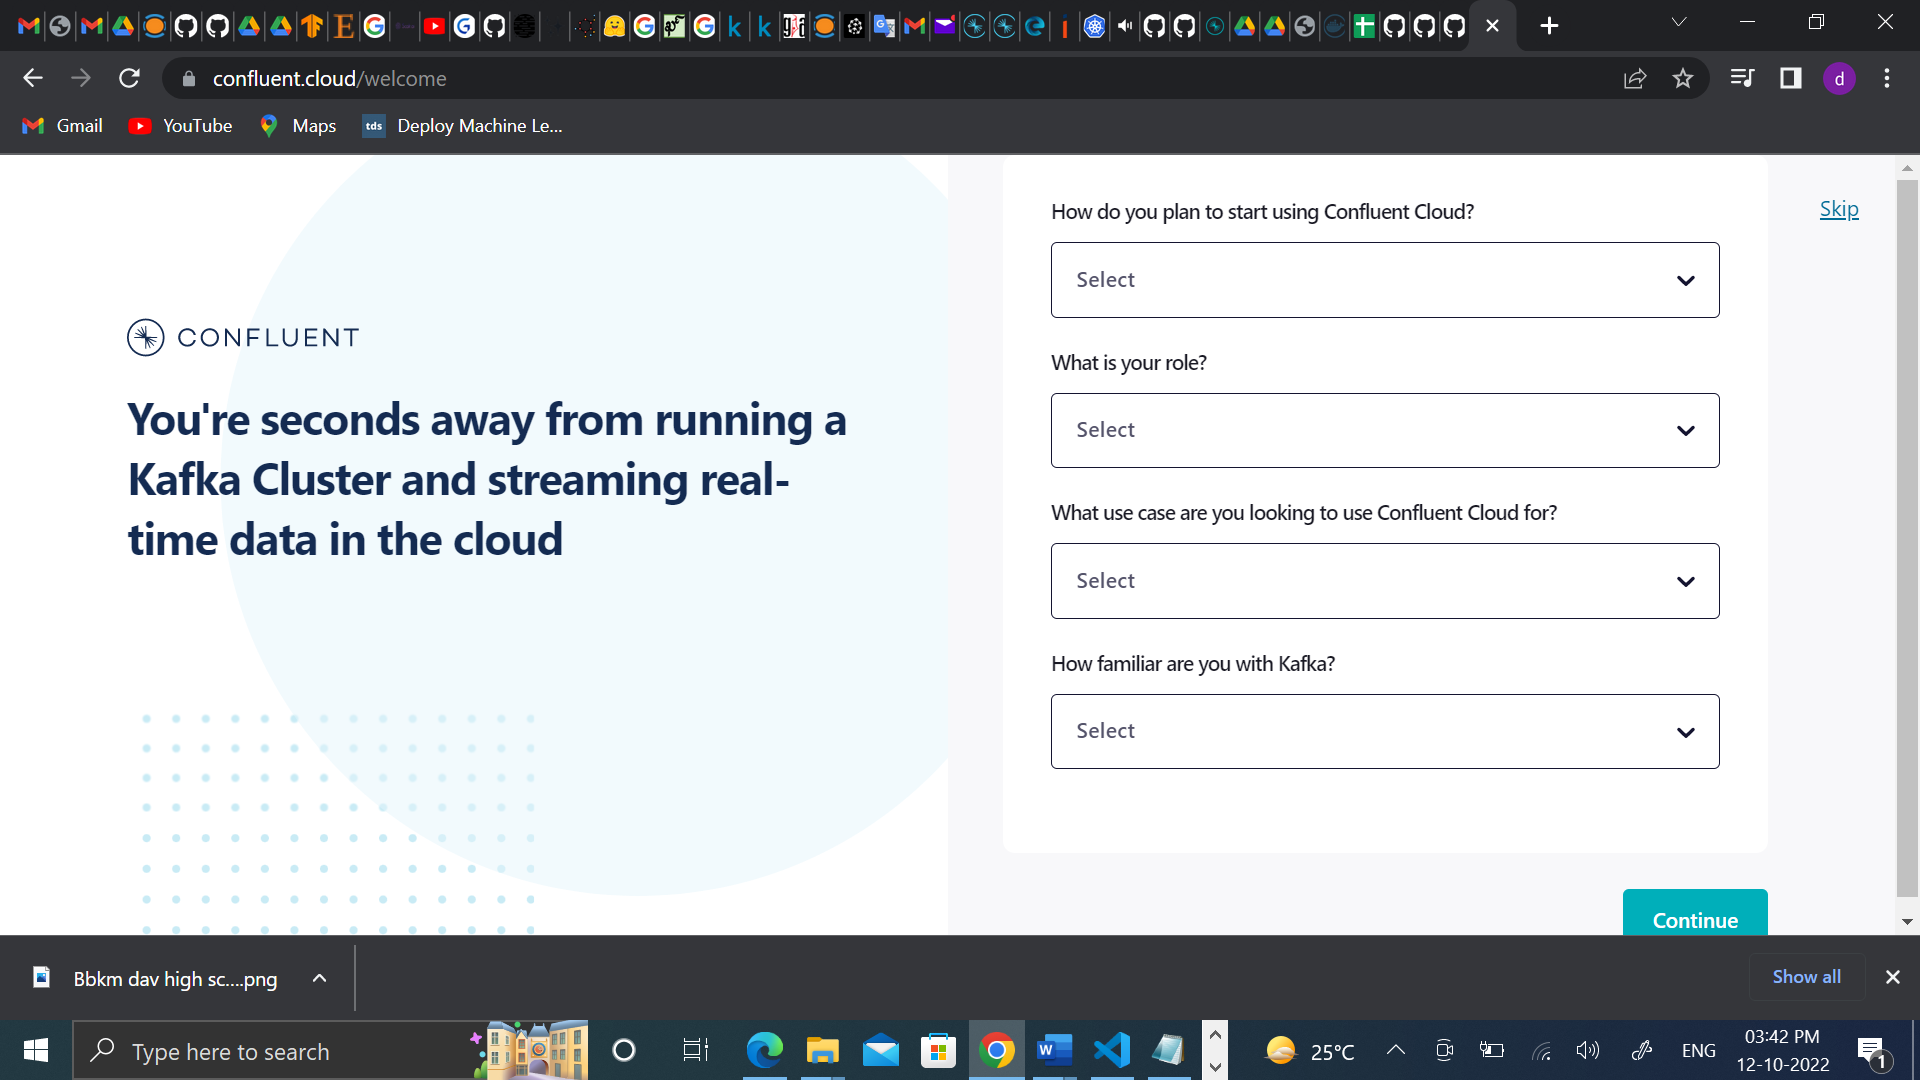 confluent.cloud/welcome
d
Gmail
YouTube
Maps
tds
Deploy Machine Le...
How do you plan to start using Confluent Cloud?
Skip
Select
CONFLUENT
What is your role?
Select
You're seconds away from running a
Kafka Cluster and streaming real-
time data in the cloud
What use case are you looking to use Confluent Cloud for?
Select
How familiar are you with Kafka?
Select
Continue
Bbkm dav high sc....png
Show all
Type here to search
25°C
ENG
03:42 PM
12-10-2022
1